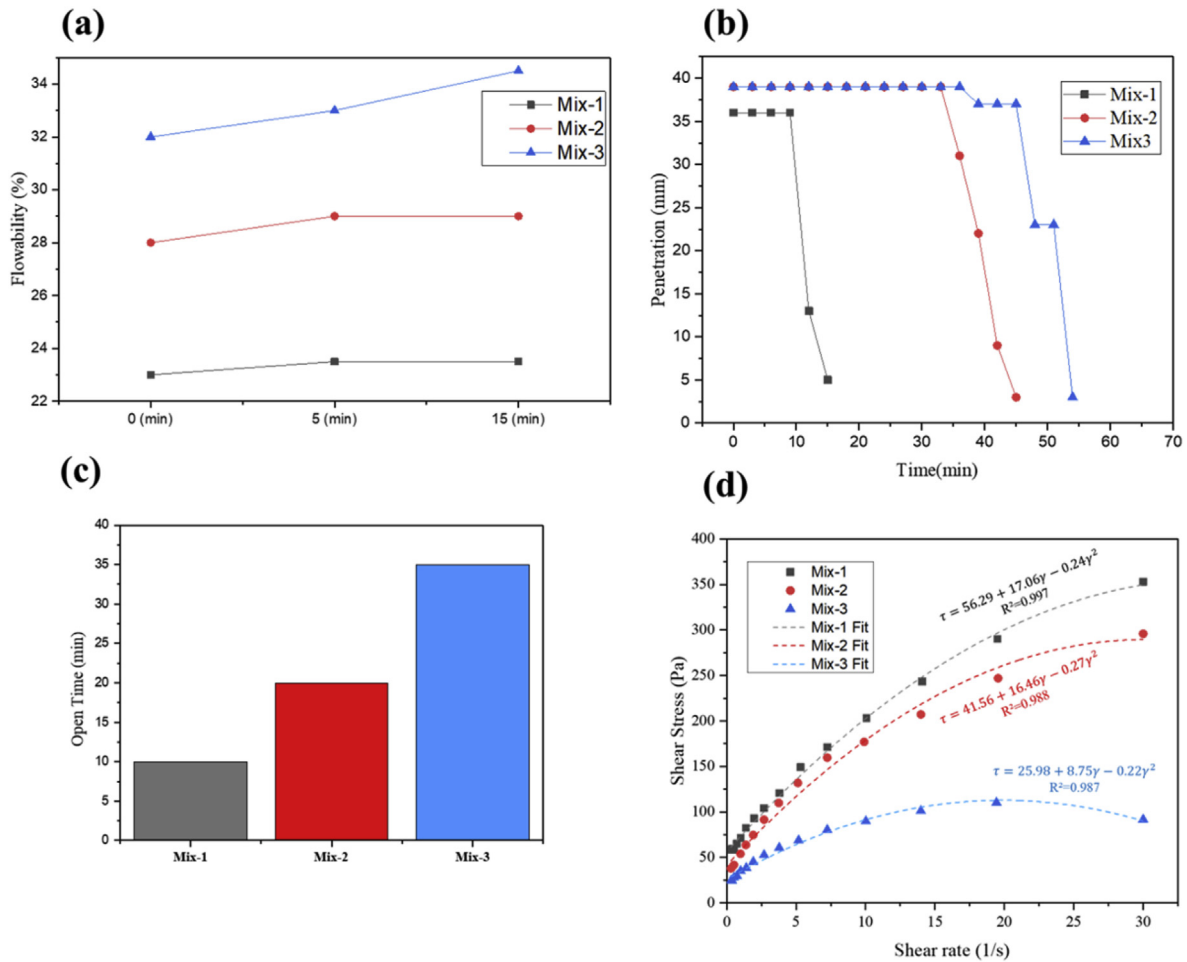 (a)
34
32
30
28
26
24
22
Flowability (%)
0 (min)
5 (min)
15 (min)
Mix-1
Mix-2
Mix-3
(b)
40
35
30
25
20
15
10
5
0
Penetration (mm)
0
10
20
30
40
50
60
70
Time(min)
Mix-1
Mix-2
Mix3
(c)
40
35
30
25
20
15
10
5
0
Open Time (min)
Mix-1
Mix-2
Mix-3
(d)
400
350
300
250
200
150
100
50
0
Shear Stress (Pa)
0
5
10
15
20
25
30
Shear rate (1/s)
Mix-1
Mix-2
Mix-3
Mix-1 Fit
Mix-2 Fit
Mix-3 Fit
τ = 56.29 + 17.06γ − 0.24γ²
R²=0.997
τ = 41.56 + 16.46γ − 0.27γ²
R²=0.988
τ = 25.98 + 8.75γ − 0.22γ²
R²=0.987